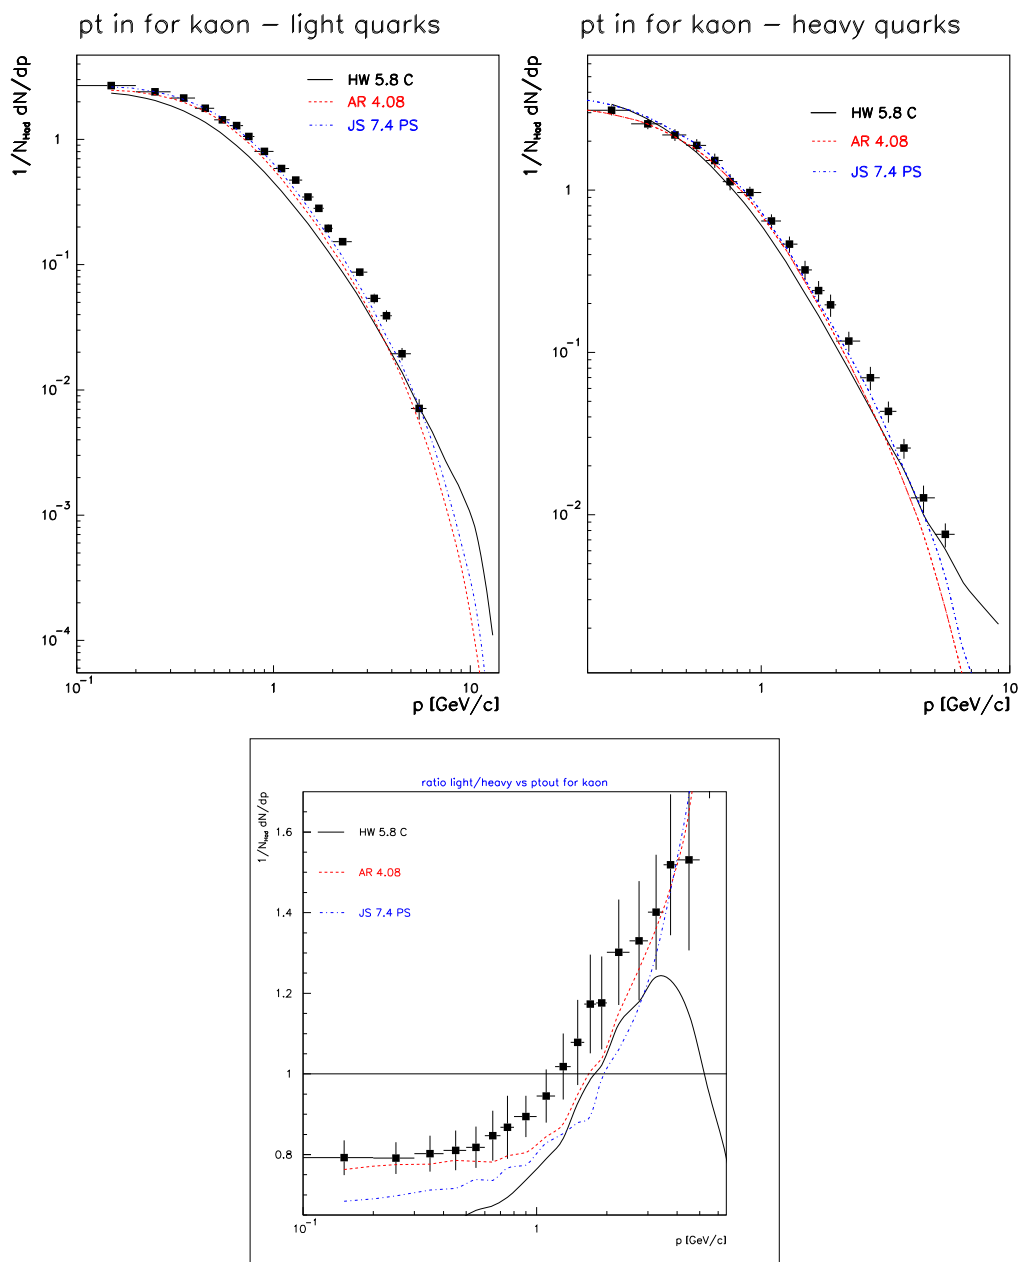 pt in for kaon – light quarks
1/N_Had dN/dp
HW 5.8 C
AR 4.08
JS 7.4 PS
1
10^-1
10^-2
10^-3
10^-4
10^-1 1 10
p [GeV/c]
pt in for kaon – heavy quarks
1/N_Had dN/dp
HW 5.8 C
AR 4.08
JS 7.4 PS
1
10^-1
10^-2
1 10
p [GeV/c]
ratio light/heavy vs ptout for kaon
1/N_Had dN/dp
HW 5.8 C
AR 4.08
JS 7.4 PS
1.6
1.4
1.2
1
0.8
10^-1 1
p [GeV/c]